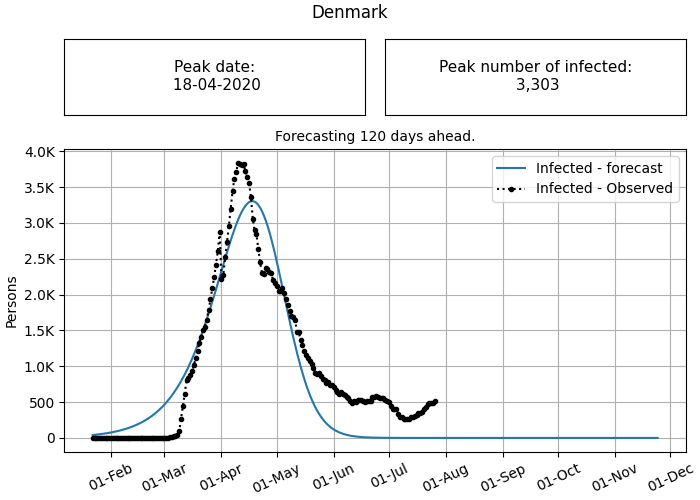 Denmark
Peak date:
18-04-2020
Peak number of infected:
3,303
Forecasting 120 days ahead.
4.0K
3.5K
3.0K
2.5K
2.0K
1.5K
1.0K
500
0
Persons
Infected - forecast
Infected - Observed
01-Feb
01-Mar
01-Apr
01-May
01-Jun
01-Jul
01-Aug
01-Sep
01-Oct
01-Nov
01-Dec